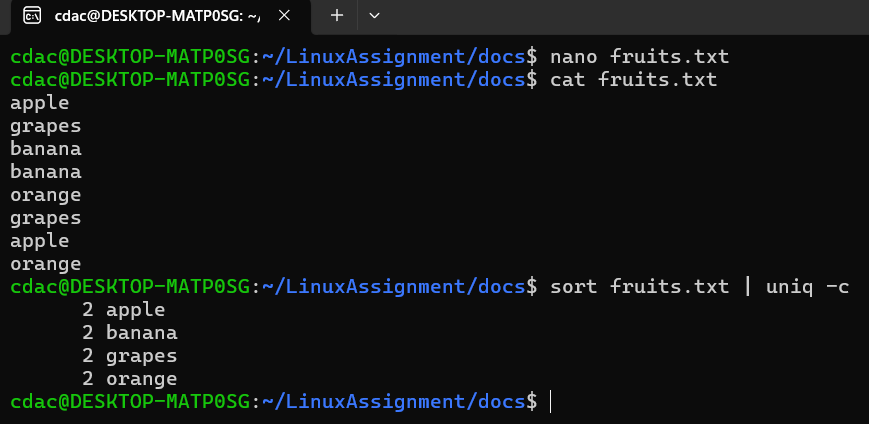 cdac@DESKTOP-MATP0SG: ~/
cdac@DESKTOP-MATP0SG:~/LinuxAssignment/docs$ nano fruits.txt
cdac@DESKTOP-MATP0SG:~/LinuxAssignment/docs$ cat fruits.txt
apple
grapes
banana
banana
orange
grapes
apple
orange
cdac@DESKTOP-MATP0SG:~/LinuxAssignment/docs$ sort fruits.txt | uniq -c
      2 apple
      2 banana
      2 grapes
      2 orange
cdac@DESKTOP-MATP0SG:~/LinuxAssignment/docs$